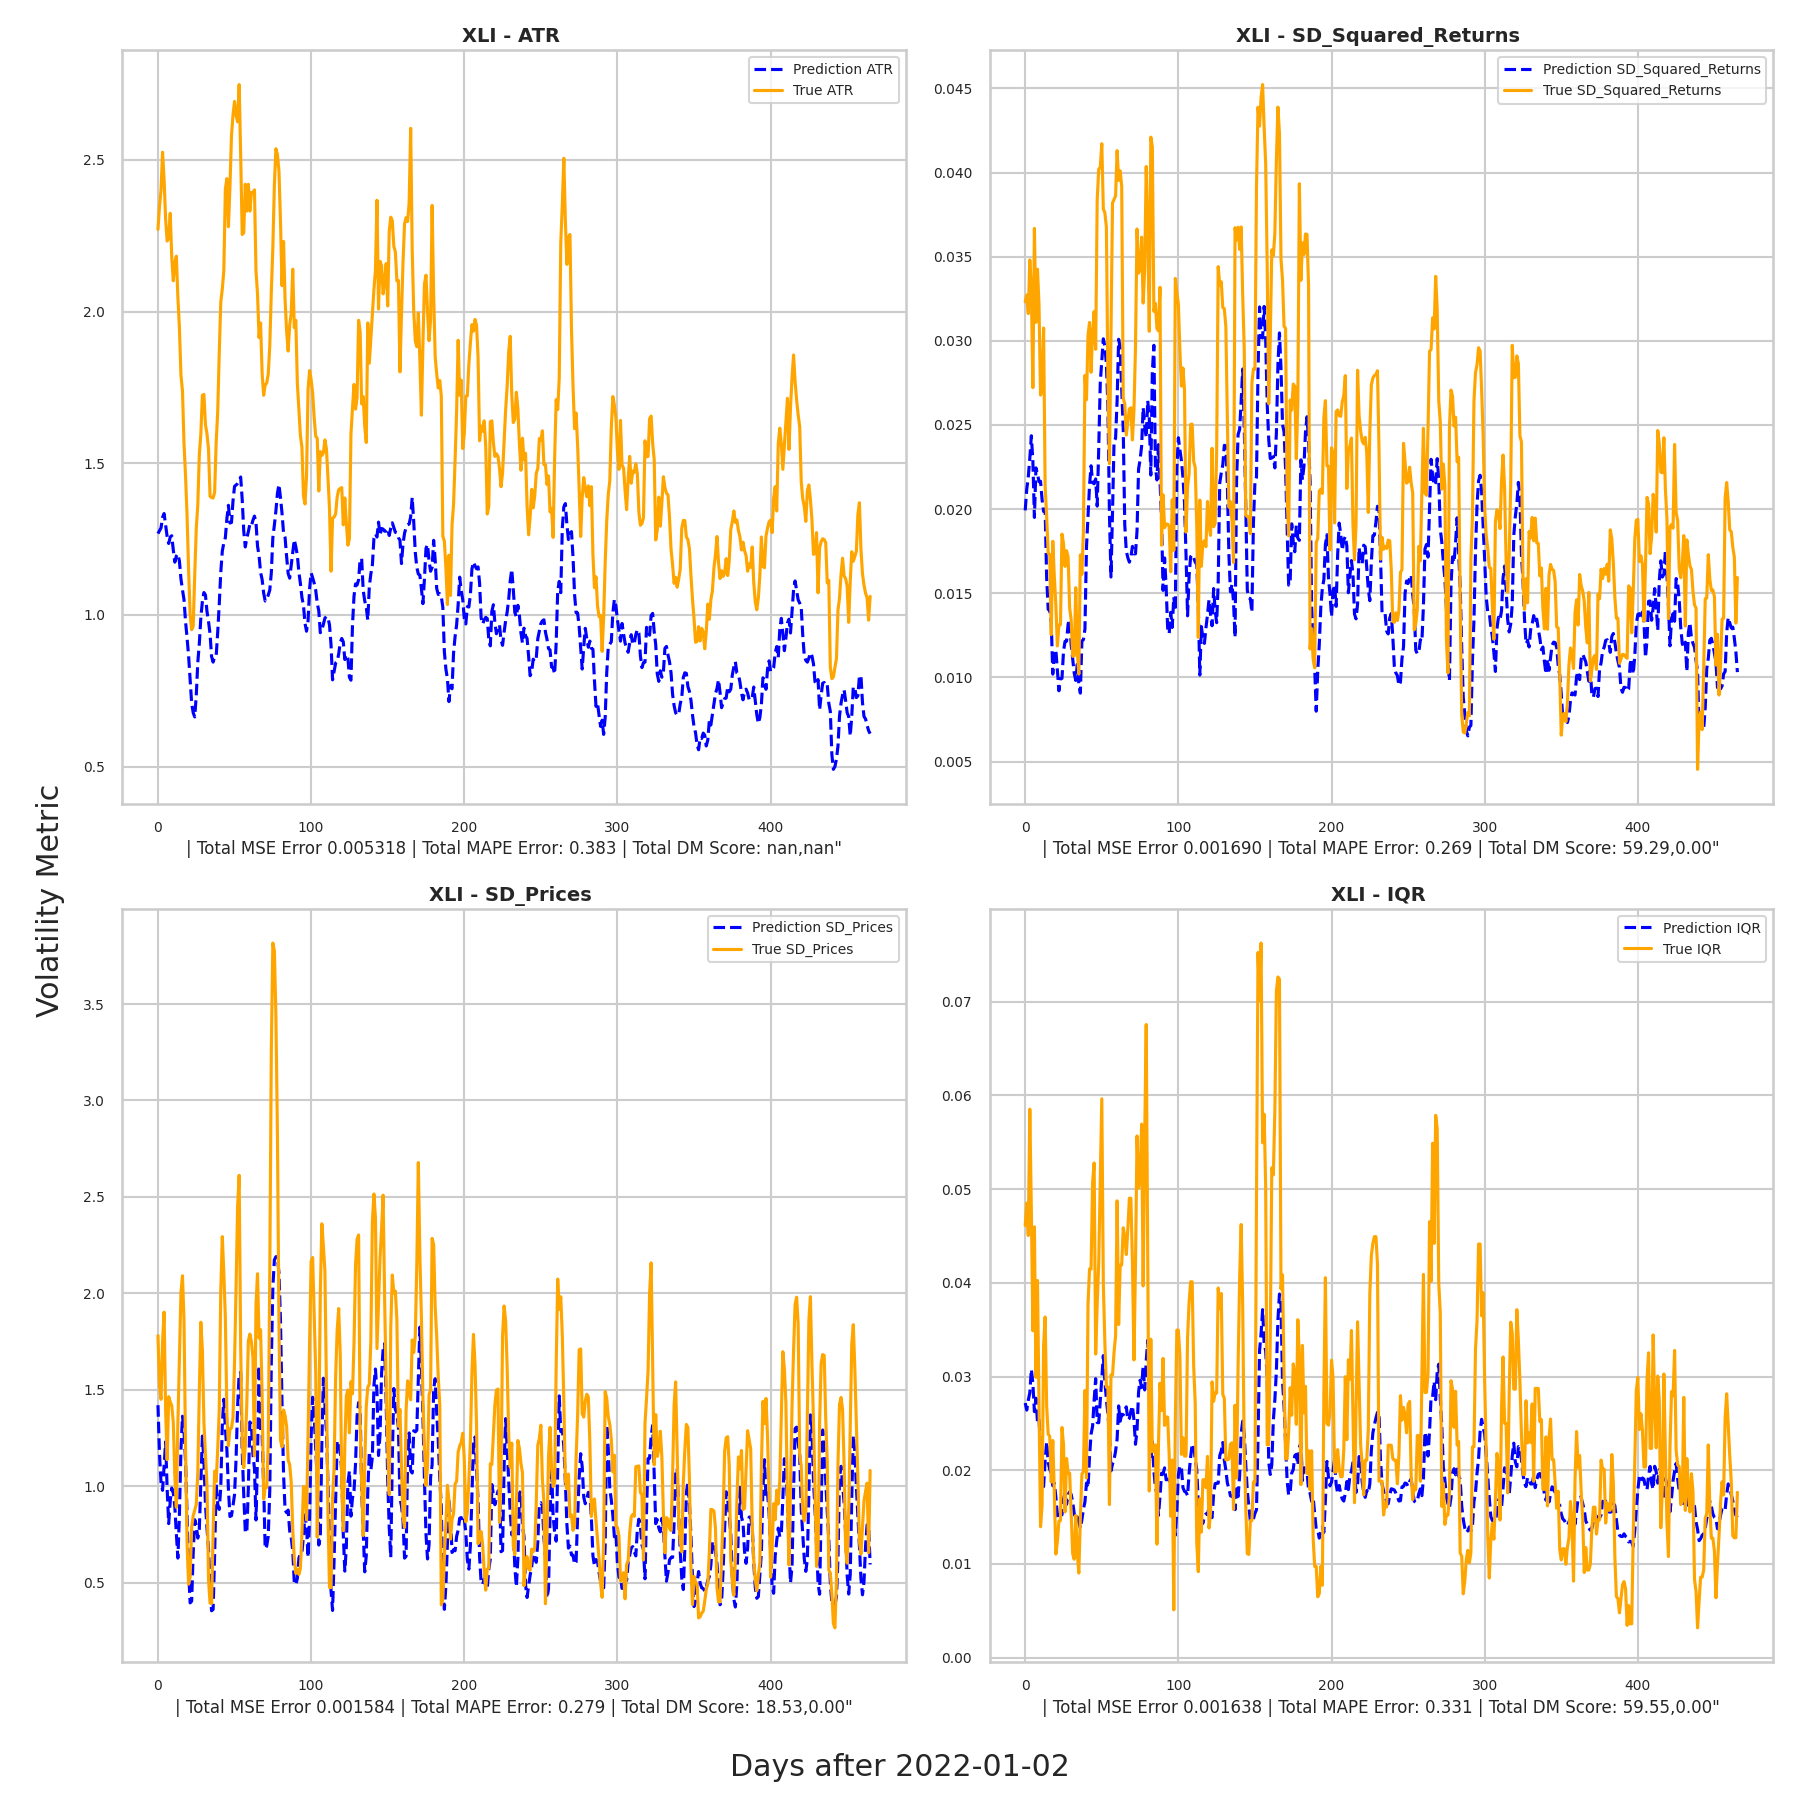 XLI - ATR
Prediction ATR
True ATR
2.5
2.0
1.5
1.0
0.5
0 100 200 300 400
| Total MSE Error 0.005318 | Total MAPE Error: 0.383 | Total DM Score: nan,nan"
XLI - SD_Squared_Returns
Prediction SD_Squared_Returns
True SD_Squared_Returns
0.045
0.040
0.035
0.030
0.025
0.020
0.015
0.010
0.005
0 100 200 300 400
| Total MSE Error 0.001690 | Total MAPE Error: 0.269 | Total DM Score: 59.29,0.00"
Volatility Metric
XLI - SD_Prices
Prediction SD_Prices
True SD_Prices
3.5
3.0
2.5
2.0
1.5
1.0
0.5
0 100 200 300 400
| Total MSE Error 0.001584 | Total MAPE Error: 0.279 | Total DM Score: 18.53,0.00"
XLI - IQR
Prediction IQR
True IQR
0.07
0.06
0.05
0.04
0.03
0.02
0.01
0.00
0 100 200 300 400
| Total MSE Error 0.001638 | Total MAPE Error: 0.331 | Total DM Score: 59.55,0.00"
Days after 2022-01-02